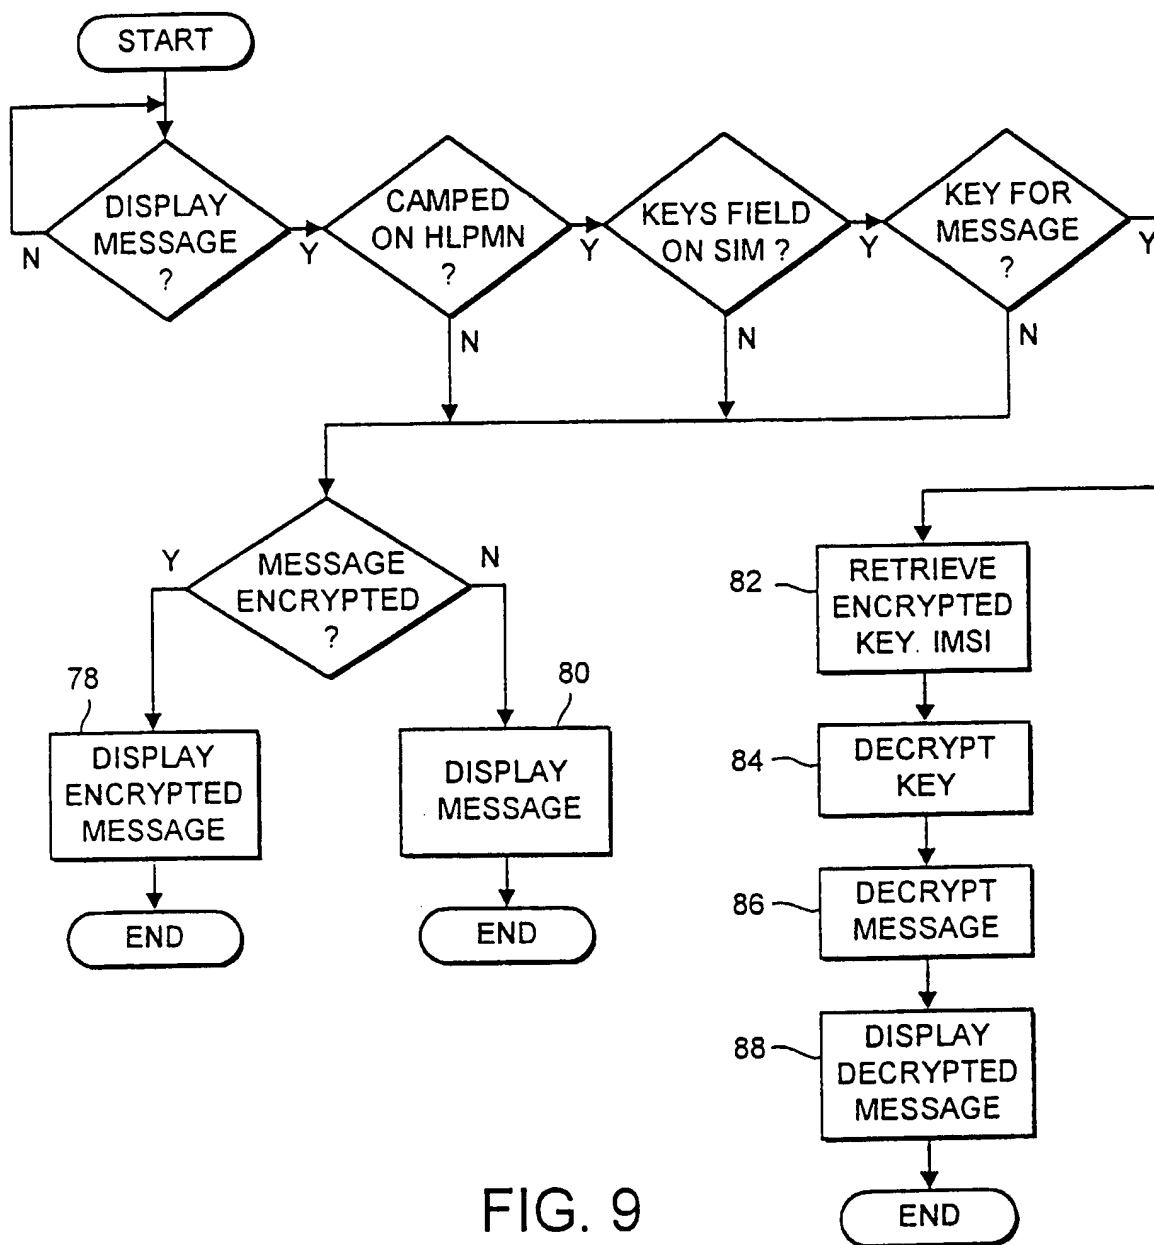 START
DISPLAY
MESSAGE
?
N
Y
CAMPED
ON HLPMN
?
Y
N
KEYS FIELD
ON SIM ?
Y
N
KEY FOR
MESSAGE
?
Y
N
MESSAGE
ENCRYPTED
?
Y
N
78
DISPLAY
ENCRYPTED
MESSAGE
END
80
DISPLAY
MESSAGE
END
82
RETRIEVE
ENCRYPTED
KEY. IMSI
84
DECRYPT
KEY
86
DECRYPT
MESSAGE
88
DISPLAY
DECRYPTED
MESSAGE
END
FIG. 9